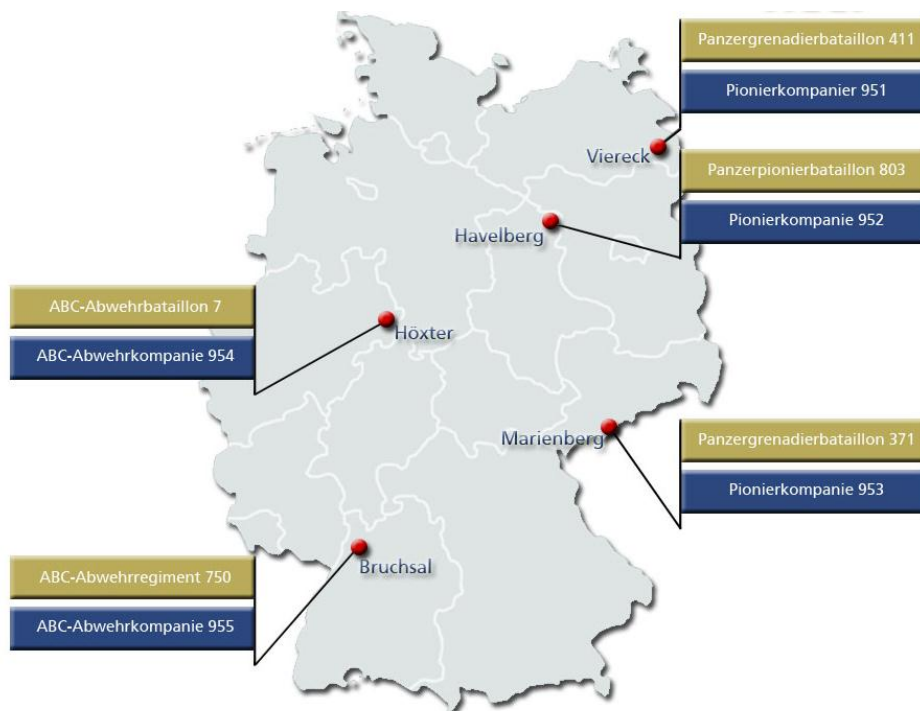 Panzergrenadierbataillon 411
Pionierkompanier 951
Viereck
Panzerpionierbataillon 803
Havelberg
Pionierkompanie 952
ABC-Abwehrbataillon 7
Höxter
ABC-Abwehrkompanie 954
Marienberg
Panzergrenadierbataillon 371
Pionierkompanie 953
Bruchsal
ABC-Abwehrregiment 750
ABC-Abwehrkompanie 955